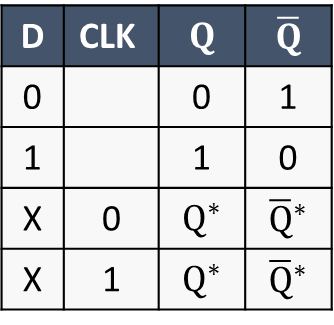 D CLK Q Q̅
0 0 1
1 1 0
X 0 Q* Q̅*
X 1 Q* Q̅*